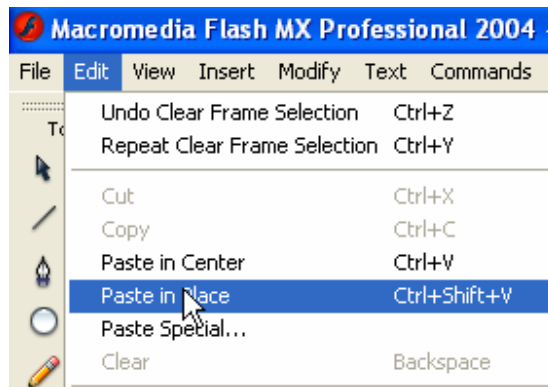 Macromedia Flash MX Professional 2004 -
File Edit View Insert Modify Text Commands
Undo Clear Frame Selection Ctrl+Z
Repeat Clear Frame Selection Ctrl+Y
Cut Ctrl+X
Copy Ctrl+C
Paste in Center Ctrl+V
Paste in Place Ctrl+Shift+V
Paste Special...
Clear Backspace